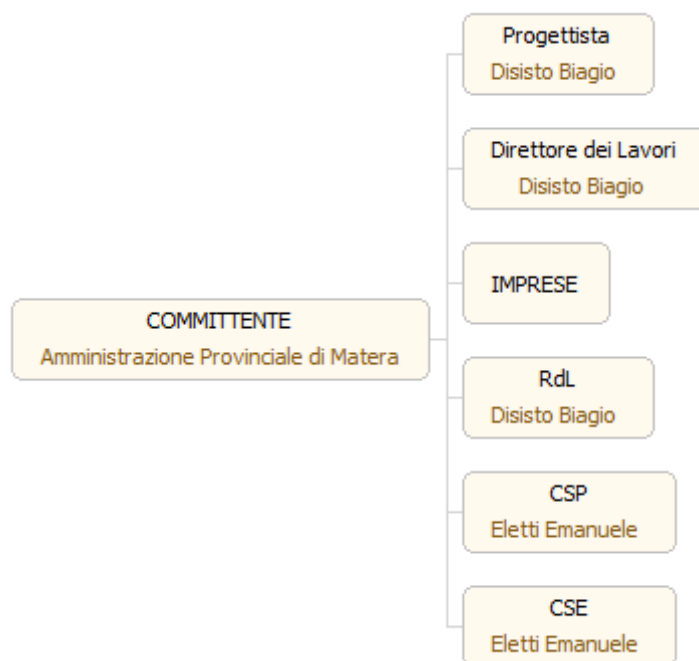 Progettista
Disisto Biagio
Direttore dei Lavori
Disisto Biagio
IMPRESE
COMMITTENTE
Amministrazione Provinciale di Matera
RdL
Disisto Biagio
CSP
Eletti Emanuele
CSE
Eletti Emanuele